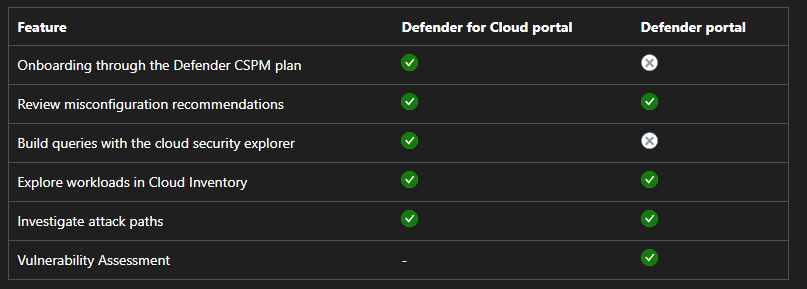 Feature Defender for Cloud portal Defender portal
Onboarding through the Defender CSPM plan
Review misconfiguration recommendations
Build queries with the cloud security explorer
Explore workloads in Cloud Inventory
Investigate attack paths
Vulnerability Assessment -